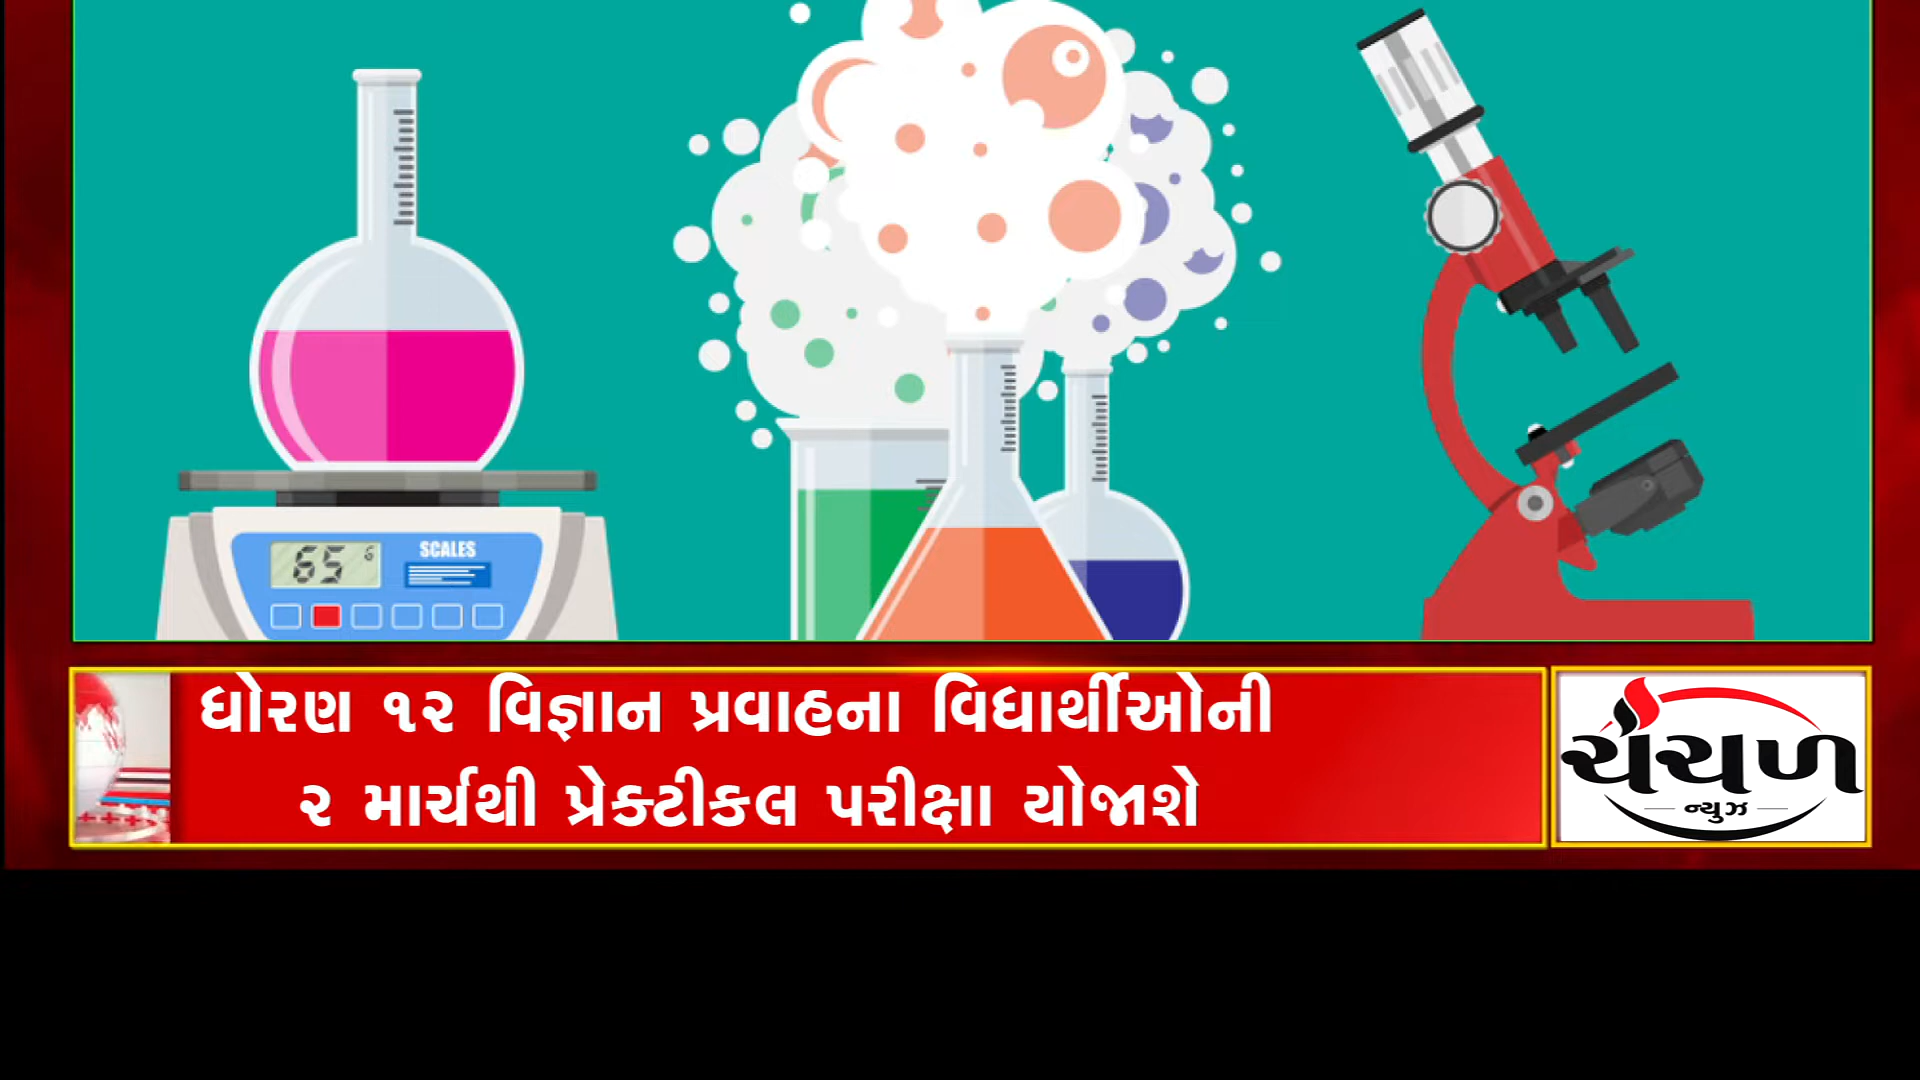 65 G
SCALES
ધોરણ ૧૨ વિજ્ઞાન પ્રવાહના વિધાર્થીઓની
૨ માર્ચથી પ્રેક્ટીકલ પરીક્ષા યોજાશે
ચંચળ
ન્યુઝ